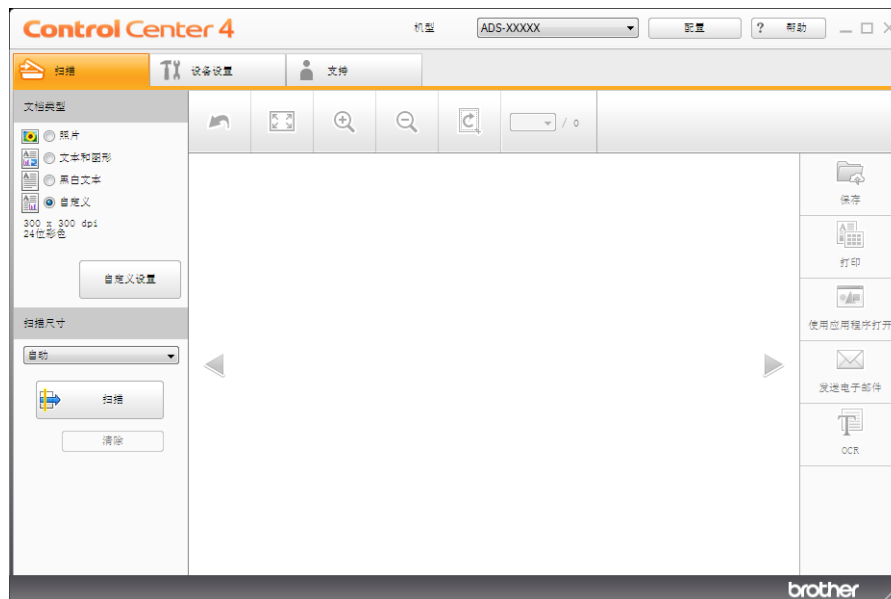 Control Center 4
机型
ADS-XXXXX
配置
? 帮助
扫描
设备设置
支持
文档类型
照片
文本和图形
黑白文本
自定义
300 x 300 dpi
24位彩色
自定义设置
扫描尺寸
自动
扫描
清除
/ 0
保存
打印
使用应用程序打开
发送电子邮件
OCR
brother